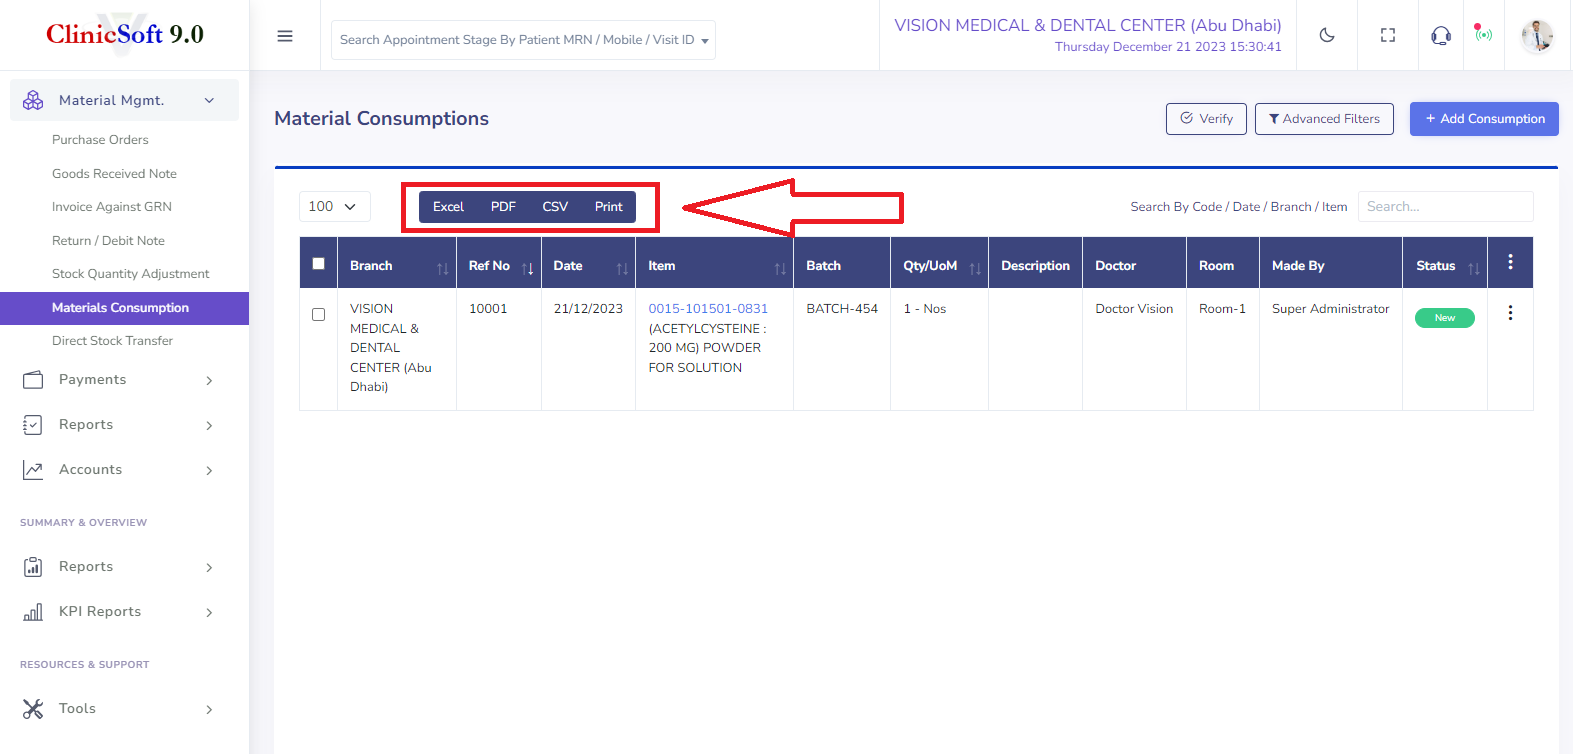 ClinicSoft 9.0
Search Appointment Stage By Patient MRN / Mobile / Visit ID
VISION MEDICAL & DENTAL CENTER (Abu Dhabi)
Thursday December 21 2023 15:30:41
Material Mgmt.
Purchase Orders
Goods Received Note
Invoice Against GRN
Return / Debit Note
Stock Quantity Adjustment
Materials Consumption
Direct Stock Transfer
Payments
Reports
Accounts
SUMMARY & OVERVIEW
Reports
KPI Reports
RESOURCES & SUPPORT
Tools
Material Consumptions
Verify
Advanced Filters
+ Add Consumption
100
Excel PDF CSV Print
Search By Code / Date / Branch / Item
Search...
Branch Ref No Date Item Batch Qty/UoM Description Doctor Room Made By Status
VISION 10001 21/12/2023 0015-101501-0831 BATCH-454 1 - Nos Doctor Vision Room-1 Super Administrator New
MEDICAL & (ACETYLCYSTEINE :
DENTAL 200 MG) POWDER
CENTER (Abu FOR SOLUTION
Dhabi)